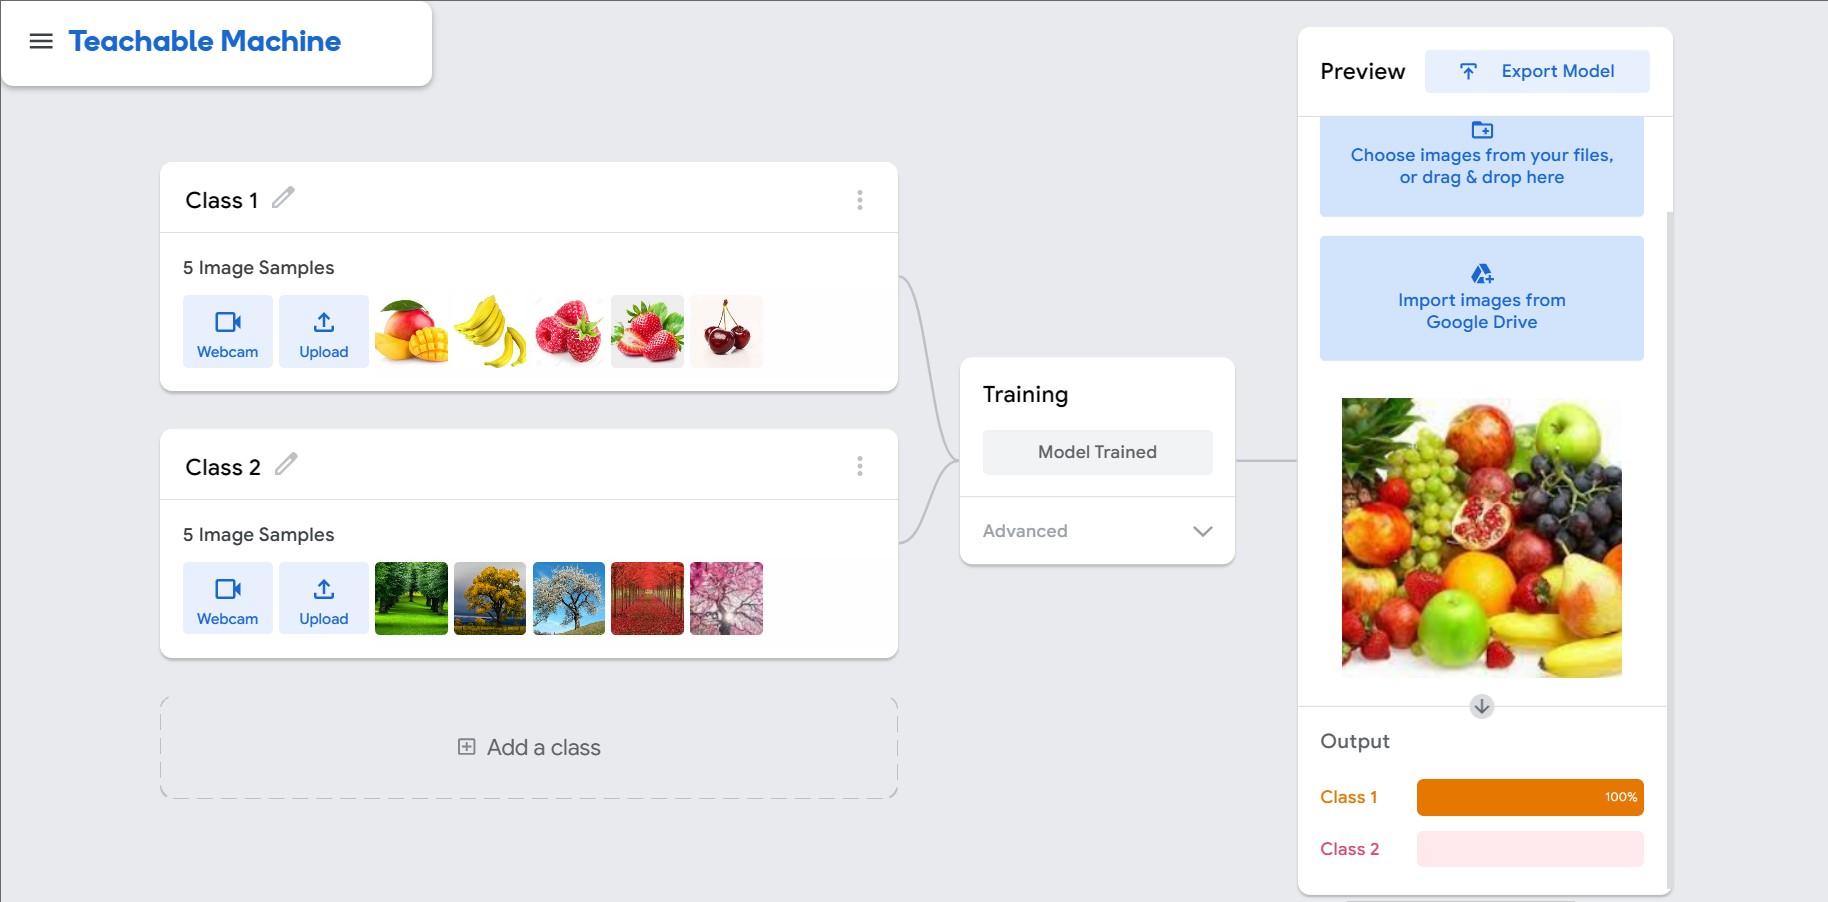 Teachable Machine
Class 1
5 Image Samples
Webcam
Upload
Class 2
5 Image Samples
Webcam
Upload
Add a class
Training
Model Trained
Advanced
Preview
Export Model
Choose images from your files,
or drag & drop here
Import images from
Google Drive
Output
Class 1
100%
Class 2